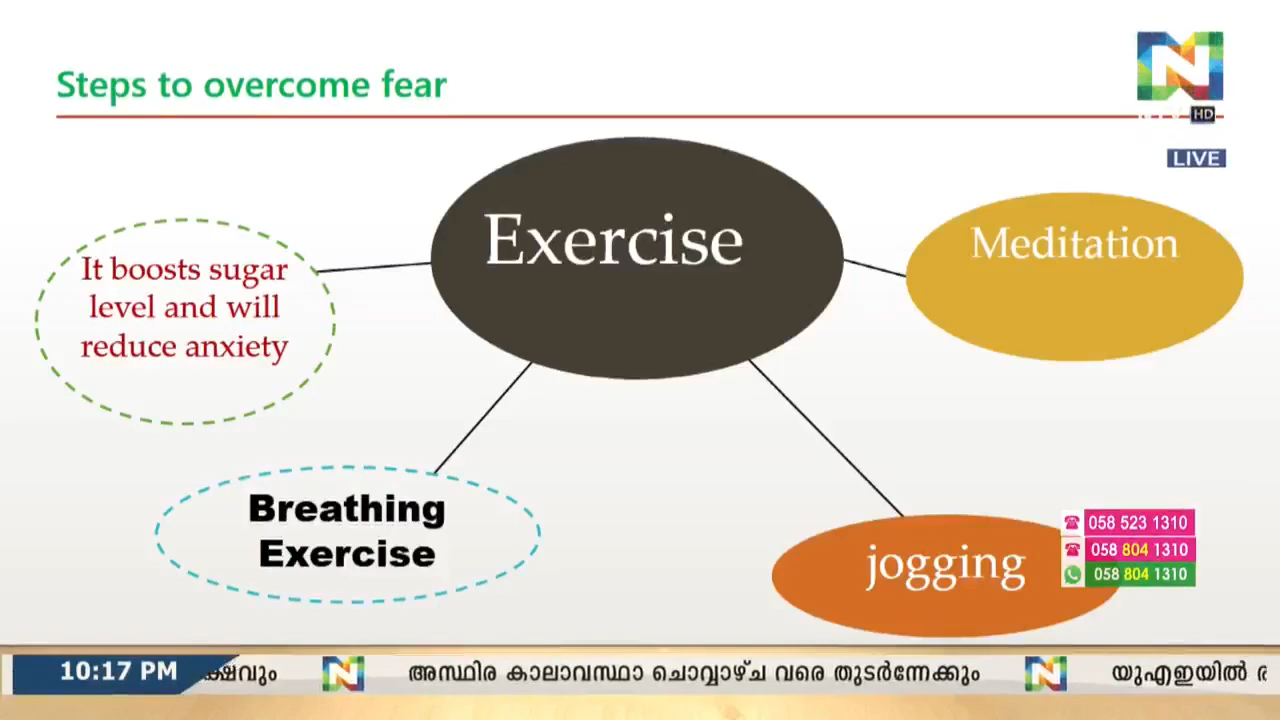 Steps to overcome fear
HD
LIVE
Exercise
Meditation
It boosts sugar
level and will
reduce anxiety
Breathing
Exercise
jogging
058 523 1310
058 804 1310
058 804 1310
10:17 PM
അസ്ഥിര കാലാവസ്ഥാ ചൊവ്വാഴ്ച വരെ തുടർന്നേക്കും
യുഎഇയിൽ